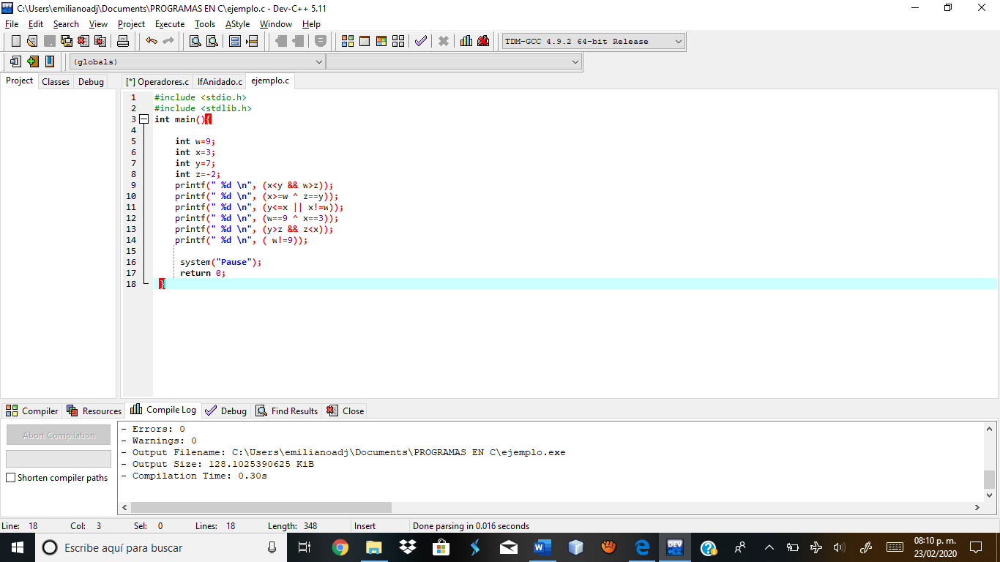 C:\Users\emilianoadj\Documents\PROGRAMAS EN C\ejemplo.c - Dev-C++ 5.11
File Edit Search View Project Execute Tools AStyle Window Help
TDM-GCC 4.9.2 64-bit Release
(globals)
Project Classes Debug [*] Operadores.c IfAnidado.c ejemplo.c
1 #include <stdio.h>
2 #include <stdlib.h>
3 int main(){
4
5 int w=9;
6 int x=3;
7 int y=7;
8 int z=-2;
9 printf(" %d \n", (x<y && w>z));
10 printf(" %d \n", (x>=w ^ z==y));
11 printf(" %d \n", (y<=x || x!=w));
12 printf(" %d \n", (w==9 ^ x==3));
13 printf(" %d \n", (y>z && z<x));
14 printf(" %d \n", ( w!=9));
15
16 system("Pause");
17 return 0;
18 }
Compiler Resources Compile Log Debug Find Results Close
Abort Compilation
Shorten compiler paths
- Errors: 0
- Warnings: 0
- Output Filename: C:\Users\emilianoadj\Documents\PROGRAMAS EN C\ejemplo.exe
- Output Size: 128.1025390625 KiB
- Compilation Time: 0.30s
Line: 18 Col: 3 Sel: 0 Lines: 18 Length: 348 Insert Done parsing in 0.016 seconds
Escribe aquí para buscar
DEV
08:10 p. m.
23/02/2020